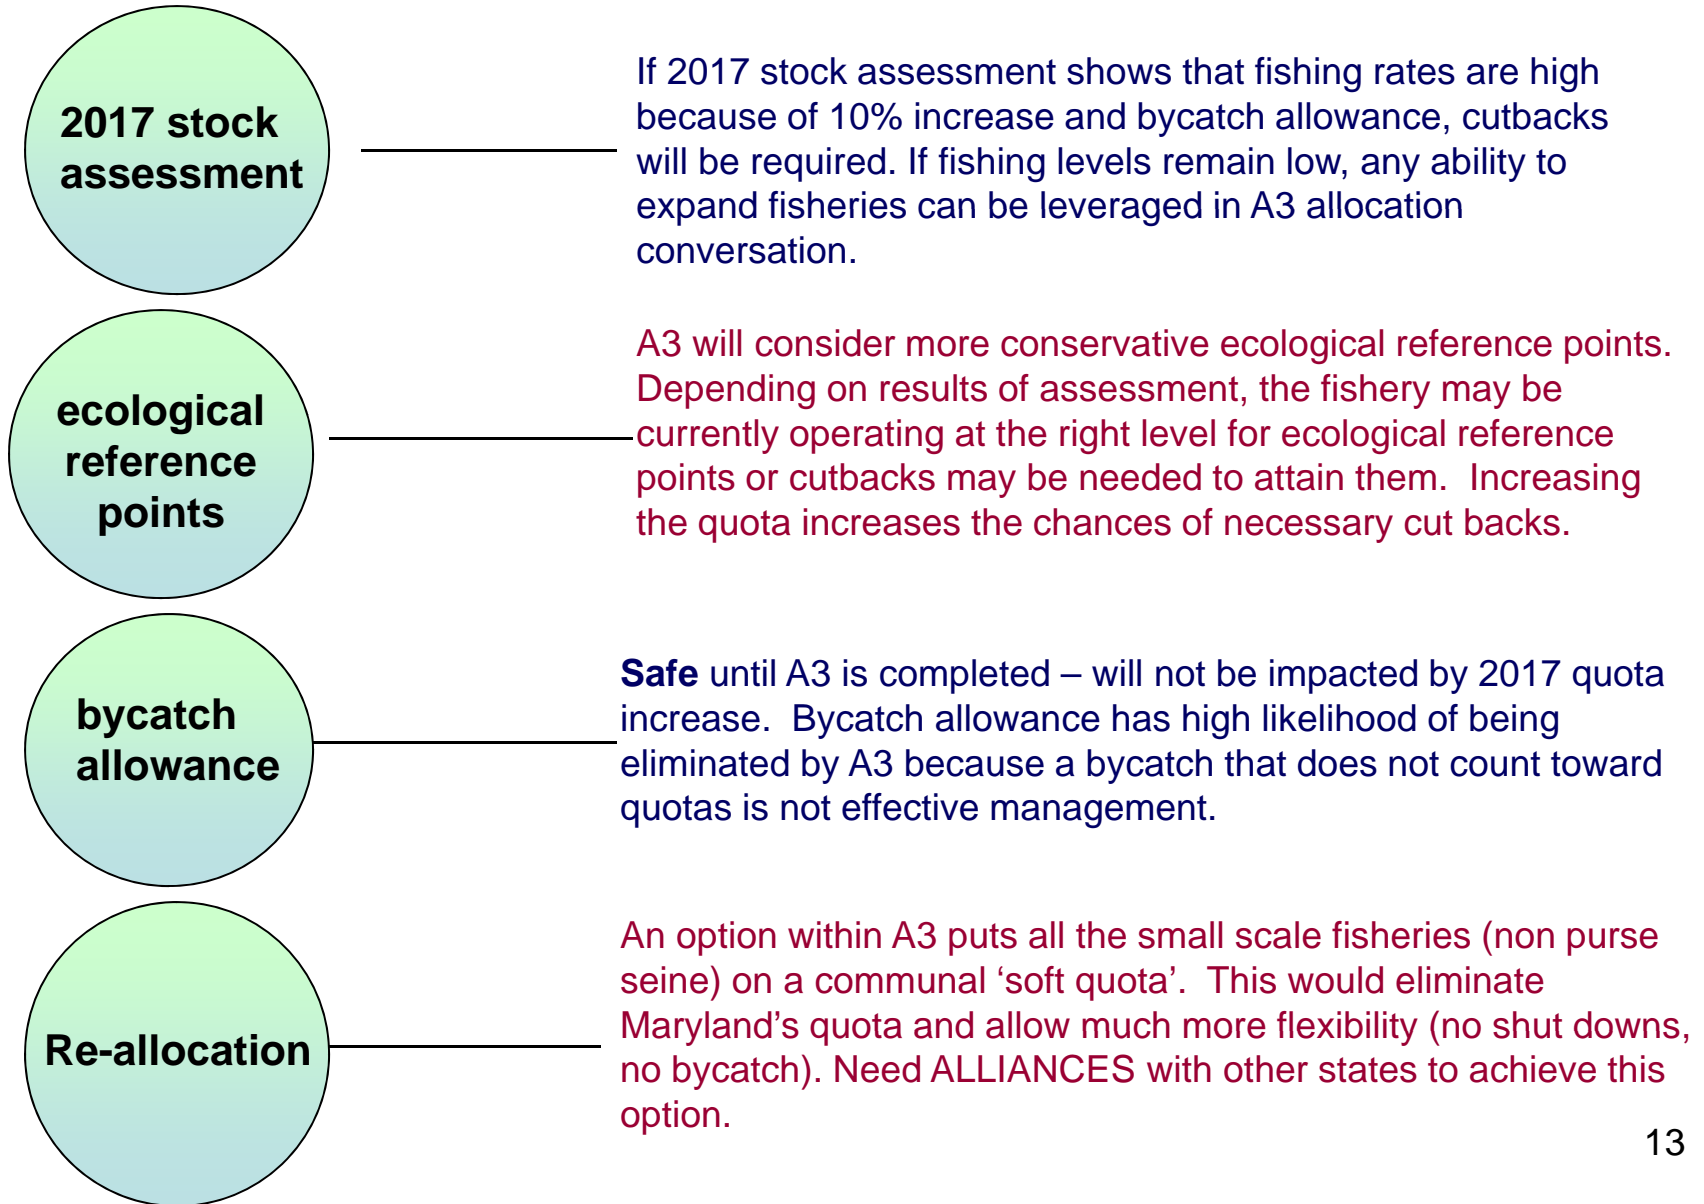 2017 stock
assessment
If 2017 stock assessment shows that fishing rates are high
because of 10% increase and bycatch allowance, cutbacks
will be required. If fishing levels remain low, any ability to
expand fisheries can be leveraged in A3 allocation
conversation.
ecological
reference
points
A3 will consider more conservative ecological reference points.
Depending on results of assessment, the fishery may be
currently operating at the right level for ecological reference
points or cutbacks may be needed to attain them.  Increasing
the quota increases the chances of necessary cut backs.
bycatch
allowance
Safe until A3 is completed – will not be impacted by 2017 quota
increase.  Bycatch allowance has high likelihood of being
eliminated by A3 because a bycatch that does not count toward
quotas is not effective management.
Re-allocation
An option within A3 puts all the small scale fisheries (non purse
seine) on a communal ‘soft quota’.  This would eliminate
Maryland’s quota and allow much more flexibility (no shut downs,
no bycatch). Need ALLIANCES with other states to achieve this
option.
13